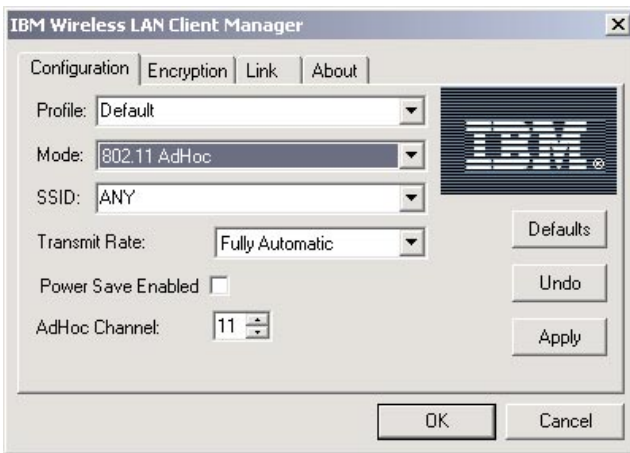 IBM Wireless LAN Client Manager
Configuration Encryption Link About
Profile: Default
IBM®
Mode: 802.11 AdHoc
SSID: ANY
Transmit Rate: Fully Automatic
Defaults
Power Save Enabled
Undo
AdHoc Channel: 11
Apply
OK Cancel